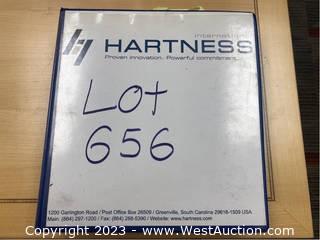 international
HARTNESS
Proven innovation. Powerful commitment.
LOT
656
1200 Garlington Road / Post Office Box 26509 / Greenville, South Carolina 29616-1509 USA
Main: (864) 297-1200 / Fax: (864) 288-5390 / Website: www.hartness.com
Copyright 2023 - www.WestAuction.com